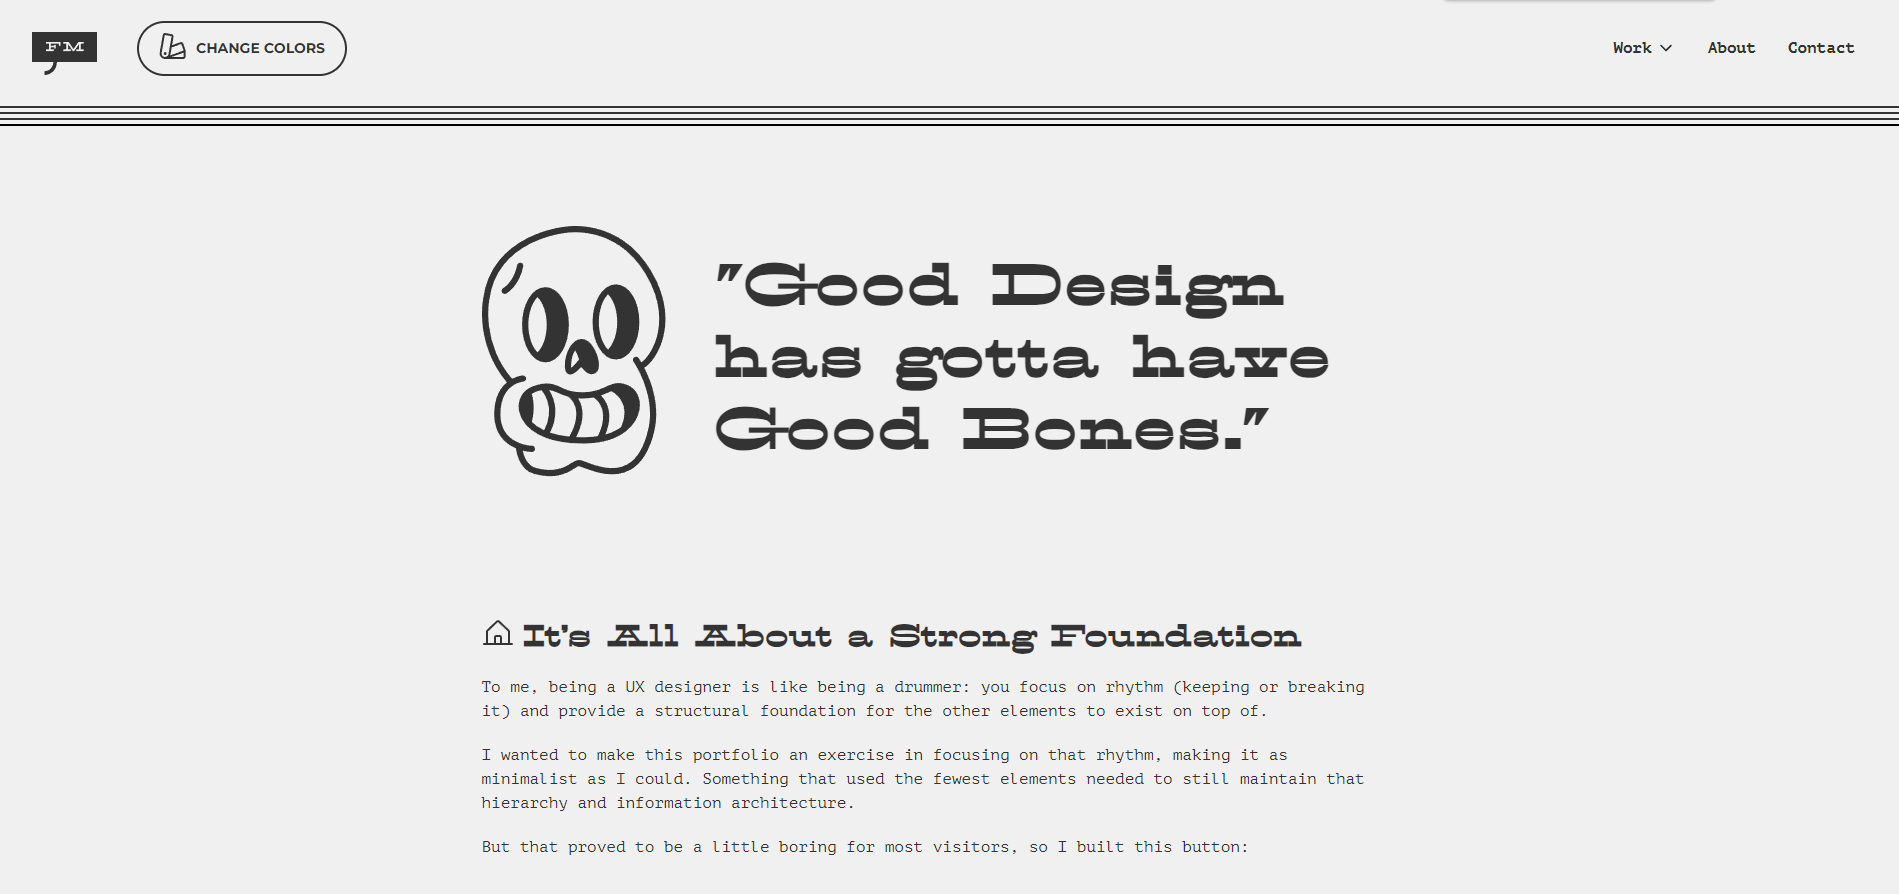 FM
CHANGE COLORS
Work
About
Contact
"Good Design
has gotta have
Good Bones."
It's All About a Strong Foundation
To me, being a UX designer is like being a drummer: you focus on rhythm (keeping or breaking
it) and provide a structural foundation for the other elements to exist on top of.
I wanted to make this portfolio an exercise in focusing on that rhythm, making it as
minimalist as I could. Something that used the fewest elements needed to still maintain that
hierarchy and information architecture.
But that proved to be a little boring for most visitors, so I built this button: